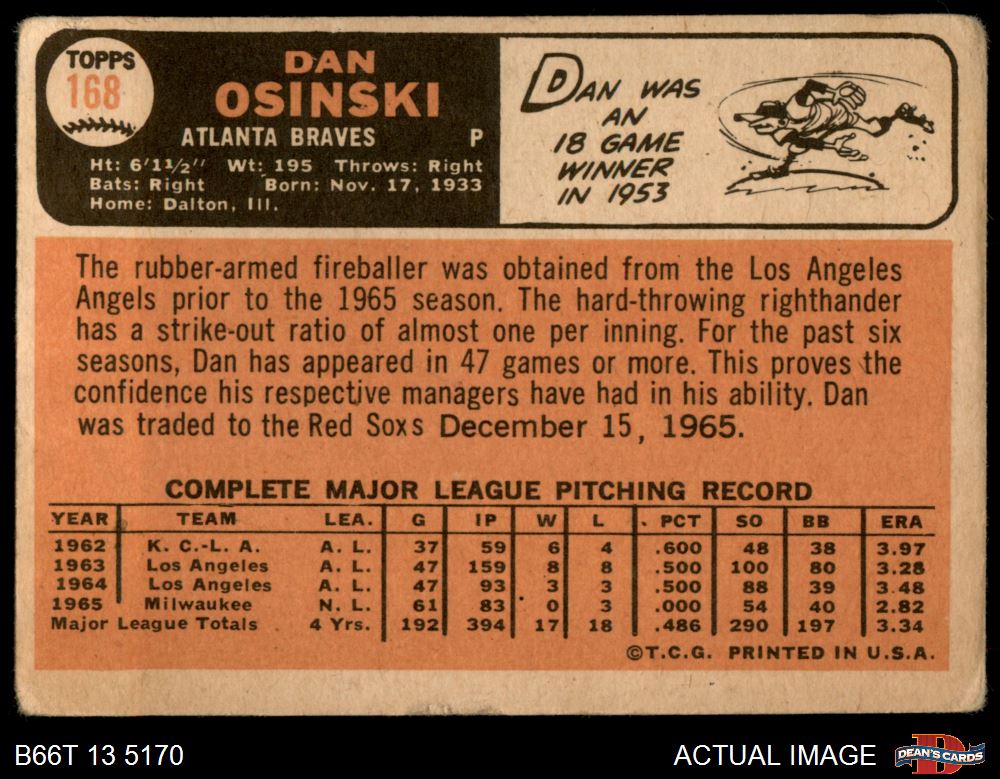 TOPPS
168
DAN
OSINSKI
ATLANTA BRAVES P
Ht: 6'11/2" Wt: 195 Throws: Right
Bats: Right Born: Nov. 17, 1933
Home: Dalton, Ill.
DAN WAS
AN
18 GAME
WINNER
IN 1953
The rubber-armed fireballer was obtained from the Los Angeles
Angels prior to the 1965 season. The hard-throwing righthander
has a strike-out ratio of almost one per inning. For the past six
seasons, Dan has appeared in 47 games or more. This proves the
confidence his respective managers have had in his ability. Dan
was traded to the Red Soxs December 15, 1965.
COMPLETE MAJOR LEAGUE PITCHING RECORD
YEAR TEAM LEA. G IP W L PCT SO BB ERA
1962 K. C.-L. A. A. L. 37 59 6 4 .600 48 38 3.97
1963 Los Angeles A. L. 47 159 8 8 .500 100 80 3.28
1964 Los Angeles A. L. 47 93 3 3 .500 88 39 3.48
1965 Milwaukee N. L. 61 83 0 3 .000 54 40 2.82
Major League Totals 4 Yrs. 192 394 17 18 .486 290 197 3.34
©T.C.G. PRINTED IN U.S.A.
B66T 13 5170
ACTUAL IMAGE
DEAN'S CARDS